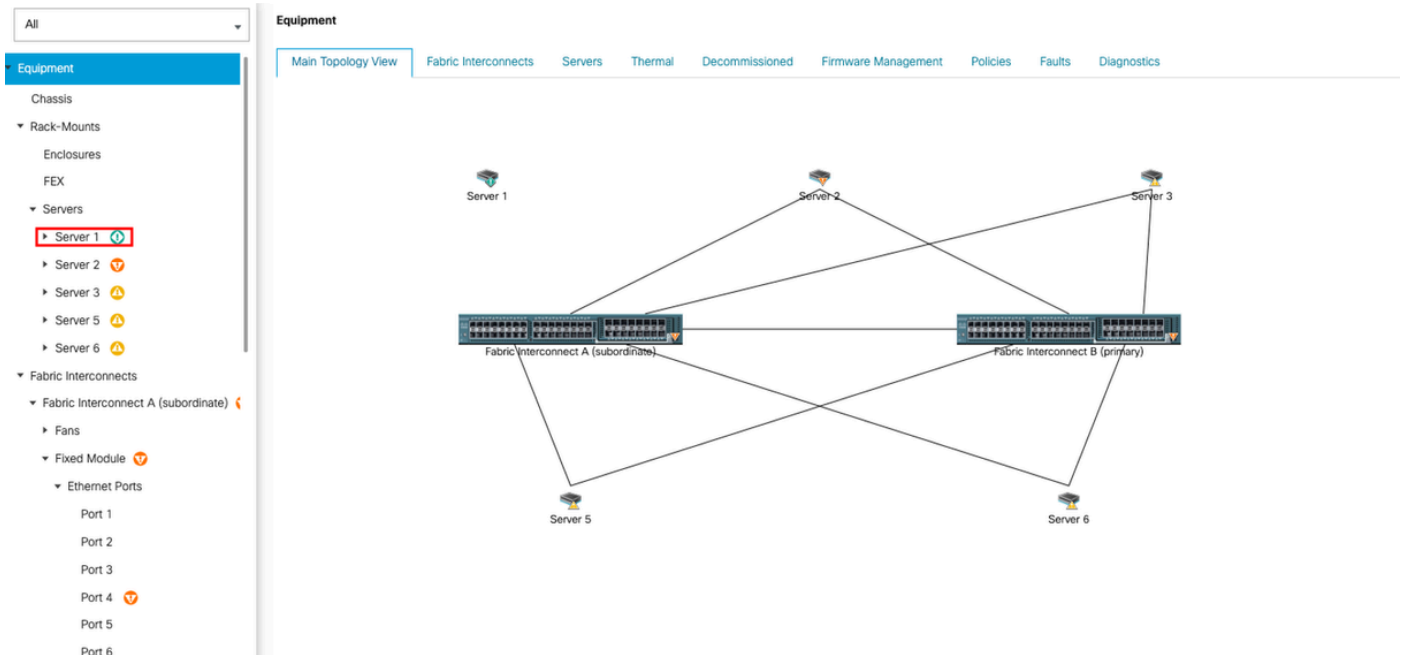 All
Equipment
Chassis
Rack-Mounts
Enclosures
FEX
Servers
Server 1
Server 2
Server 3
Server 5
Server 6
Fabric Interconnects
Fabric Interconnect A (subordinate)
Fans
Fixed Module
Ethernet Ports
Port 1
Port 2
Port 3
Port 4
Port 5
Port 6
Equipment
Main Topology View Fabric Interconnects Servers Thermal Decommissioned Firmware Management Policies Faults Diagnostics
Server 1 Server 2 Server 3
Fabric Interconnect A (subordinate) Fabric Interconnect B (primary)
Server 5 Server 6